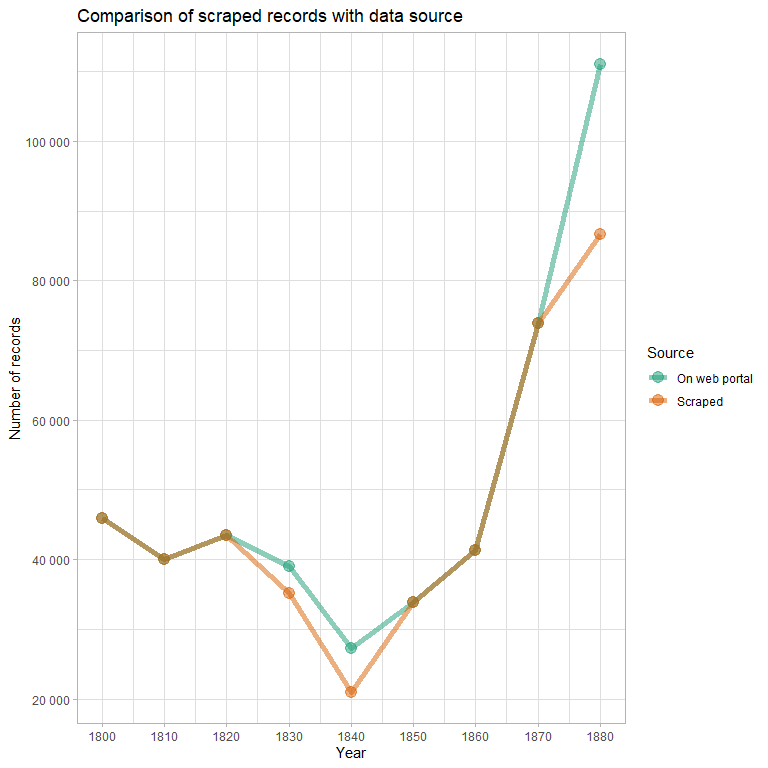 Comparison of scraped records with data source
100 000
80 000
60 000
40 000
20 000
Number of records
1800 1810 1820 1830 1840 1850 1860 1870 1880
Year
Source
On web portal
Scraped